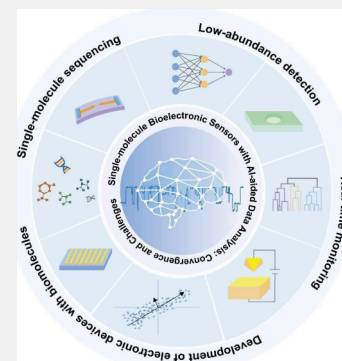 Single-molecule sequencing
Low-abundance detection
monitoring
Development of electronic devices with biomolecules
Single-molecule Bioelectronic Sensors with AI-aided Data Analysis: Convergence and Challenges